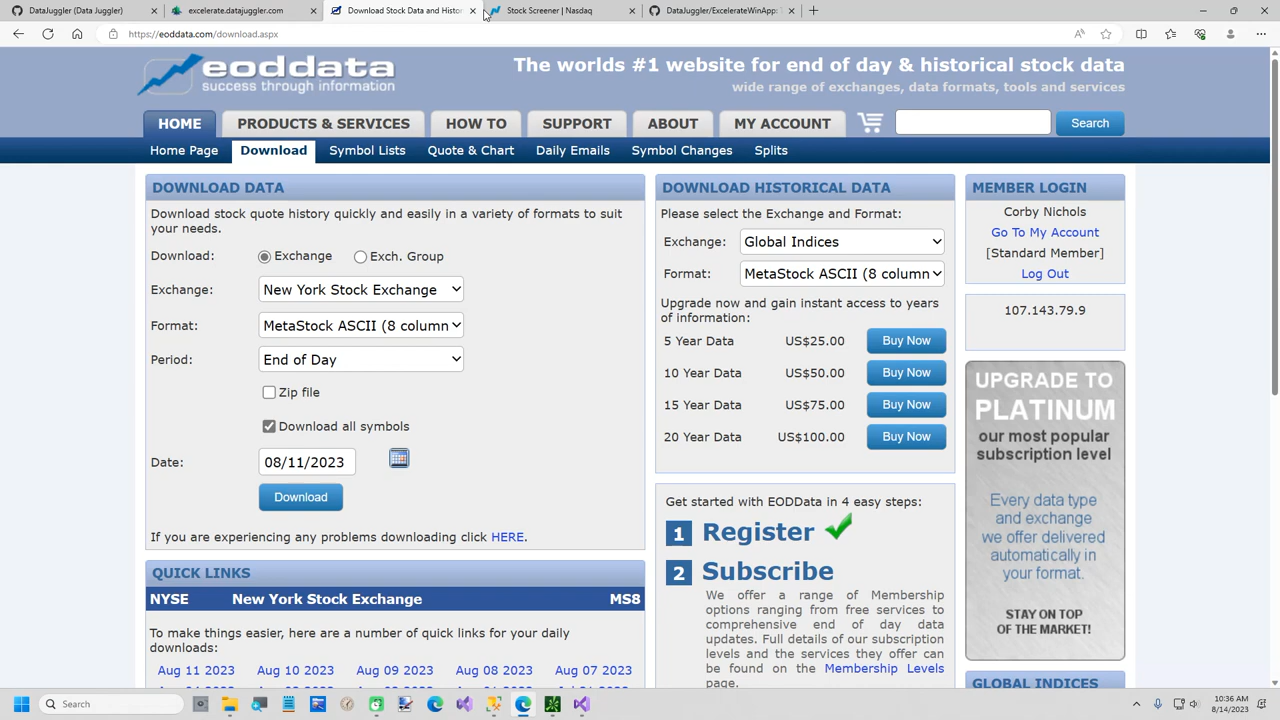 DataJuggler (Data Juggler)
excelerate.datajuggler.com
Download Stock Data and Histor
Stock Screener | Nasdaq
DataJuggler/ExcelerateWinApp:
https://eoddata.com/download.aspx
eoddata
success through information
The worlds #1 website for end of day & historical stock data
wide range of exchanges, data formats, tools and services
HOME
PRODUCTS & SERVICES
HOW TO
SUPPORT
ABOUT
MY ACCOUNT
Search
Home Page
Download
Symbol Lists
Quote & Chart
Daily Emails
Symbol Changes
Splits
DOWNLOAD DATA
Download stock quote history quickly and easily in a variety of formats to suit
your needs.
Download: Exchange Exch. Group
Exchange: New York Stock Exchange
Format: MetaStock ASCII (8 column
Period: End of Day
Zip file
Download all symbols
Date: 08/11/2023
Download
If you are experiencing any problems downloading click HERE.
QUICK LINKS
NYSE New York Stock Exchange MS8
To make things easier, here are a number of quick links for your daily
downloads:
Aug 11 2023 Aug 10 2023 Aug 09 2023 Aug 08 2023 Aug 07 2023
DOWNLOAD HISTORICAL DATA
Please select the Exchange and Format:
Exchange: Global Indices
Format: MetaStock ASCII (8 column
Upgrade now and gain instant access to years
of information:
5 Year Data US$25.00 Buy Now
10 Year Data US$50.00 Buy Now
15 Year Data US$75.00 Buy Now
20 Year Data US$100.00 Buy Now
Get started with EODData in 4 easy steps:
1 Register
2 Subscribe
We offer a range of Membership
options ranging from free services to
comprehensive end of day data
updates. Full details of our subscription
levels and the services they offer can
be found on the Membership Levels
page.
MEMBER LOGIN
Corby Nichols
Go To My Account
[Standard Member]
Log Out
107.143.79.9
UPGRADE TO
PLATINUM
our most popular
subscription level
Every data type
and exchange
we offer delivered
automatically in
your format.
STAY ON TOP
OF THE MARKET!
GLOBAL INDICES
Search
10:36 AM
8/14/2023